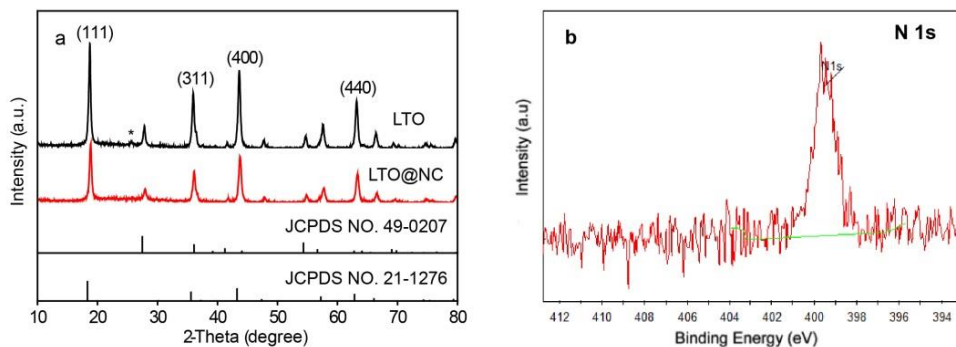 a
(111)
(311)
(400)
(440)
LTO
*
LTO@NC
JCPDS NO. 49-0207
JCPDS NO. 21-1276
10 20 30 40 50 60 70 80
2-Theta (degree)
Intensity (a.u.)
b
N 1s
N1s
412 410 408 406 404 402 400 398 396 394
Binding Energy (eV)
Intensity (a.u)